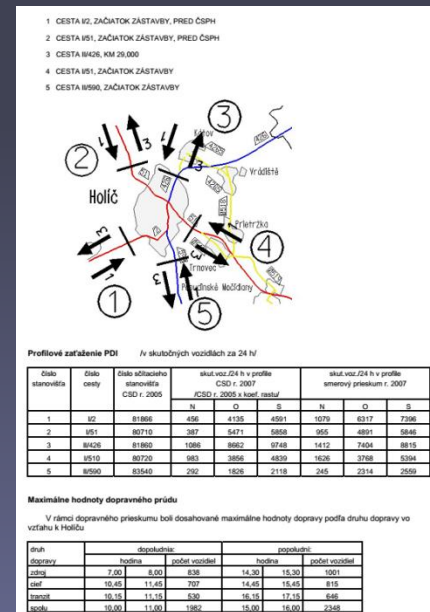 1 CESTA I/2, ZAČIATOK ZÁSTAVBY, PRED ČSPH
2 CESTA I/51, ZAČIATOK ZÁSTAVBY, PRED ČSPH
3 CESTA II/426, KM 29,000
4 CESTA I/51, ZAČIATOK ZÁSTAVBY
5 CESTA II/590, ZAČIATOK ZÁSTAVBY
3
2
Holíč
Vrádište
Prietržka
4
Trnovec
1
5
Profilové zaťaženie PDI /v skutočných vozidlách za 24 h/
číslo stanovišťa číslo cesty číslo sčítacieho stanovišťa CSD r. 2005 skut.voz./24 h v profile CSD r. 2007 /CSD r. 2005 x koef. rastu/ skut.voz./24 h v profile smerový prieskum r. 2007
N O S N O S
1 I/2 81866 456 4135 4591 1079 6317 7396
2 I/51 80710 387 5471 5858 955 4891 5846
3 II/426 81860 1086 8662 9748 1412 7404 8815
4 I/510 80720 983 3856 4839 1626 3768 5394
5 II/590 83540 292 1826 2118 245 2314 2559
Maximálne hodnoty dopravného prúdu
V rámci dopravného prieskumu boli dosahované maximálne hodnoty dopravy podľa druhu dopravy vo
vzťahu k Holíču
druh dopravy dopoludnia: popoludní:
hodina počet vozidiel hodina počet vozidiel
zdroj 7,00 8,00 838 14,30 15,30 1001
cieľ 10,45 11,45 707 14,45 15,45 815
tranzit 10,15 11,15 530 16,15 17,15 646
spolu 10,00 11,00 1982 15,00 16,00 2348